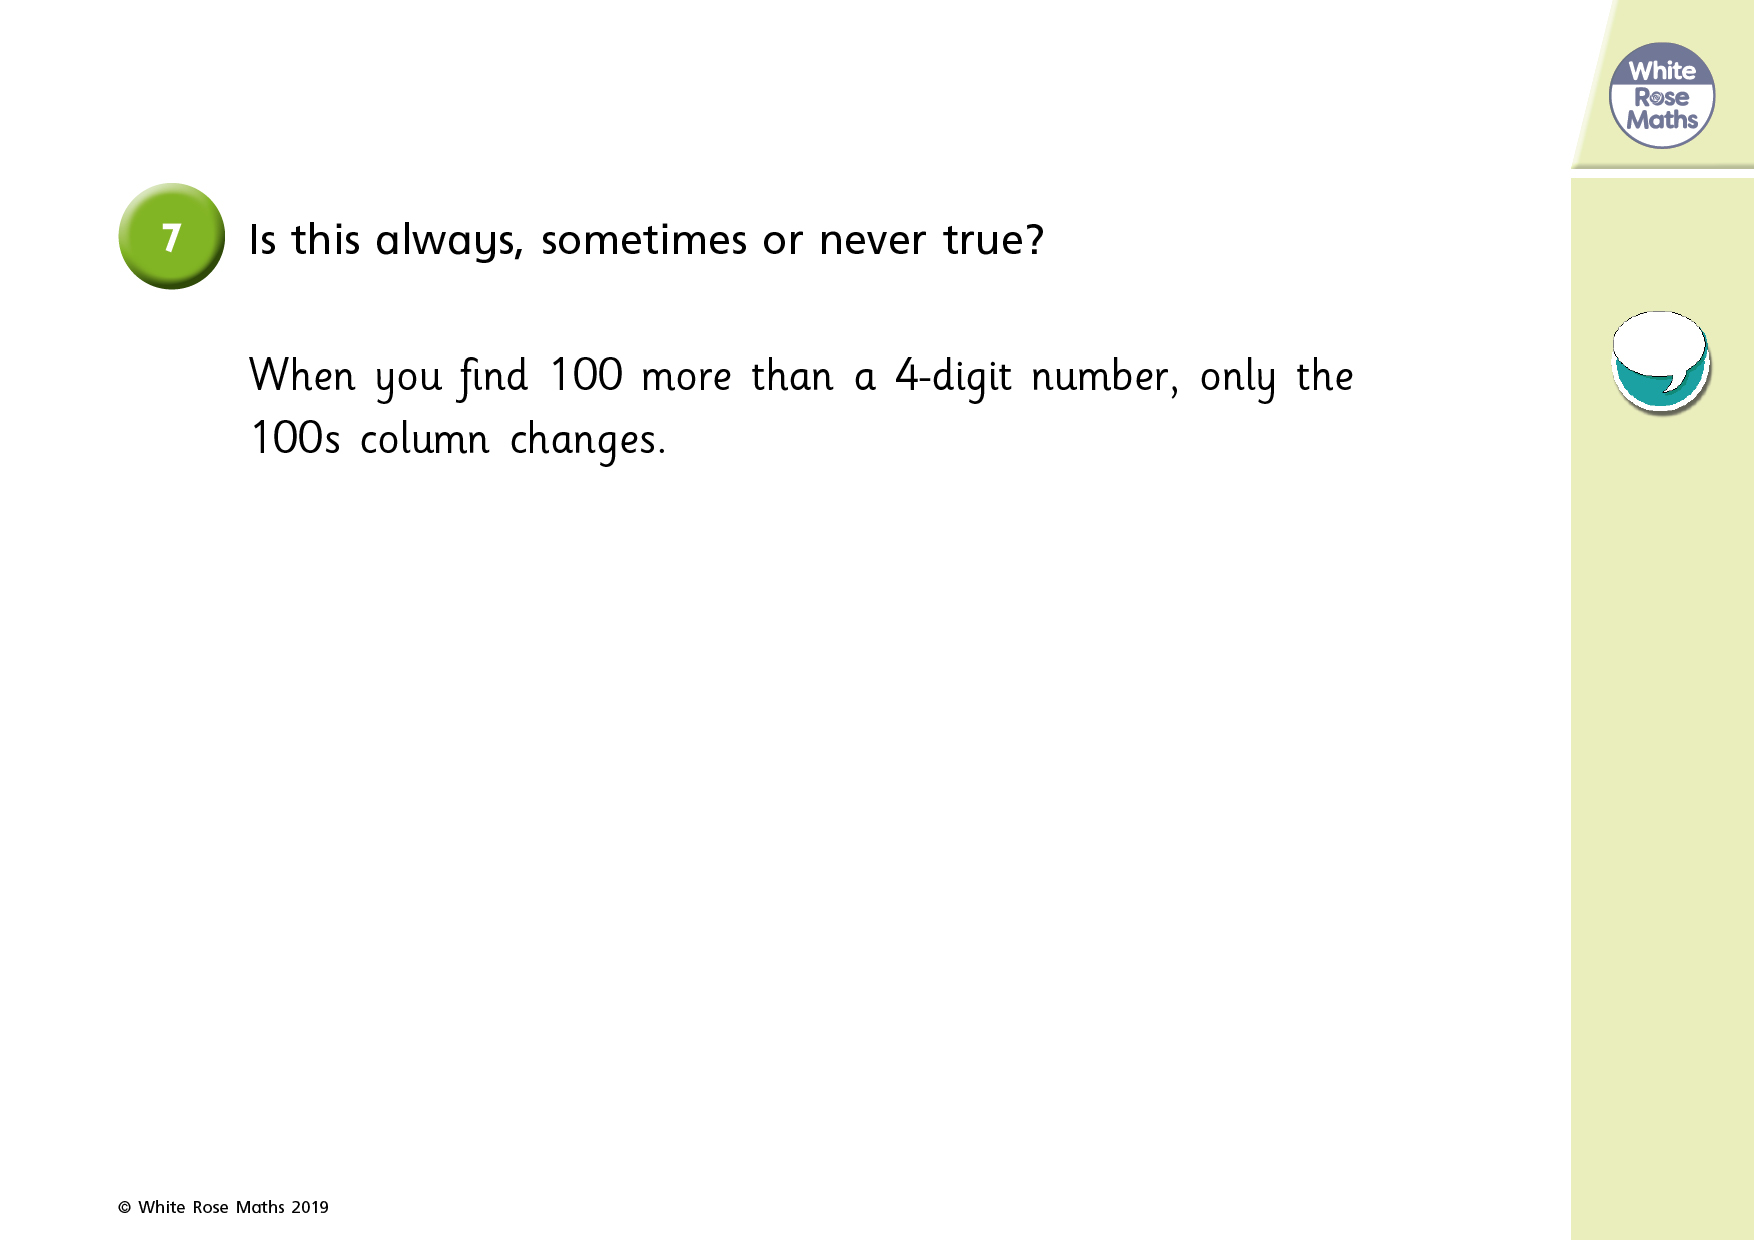 White
Rose
Maths
7 Is this always, sometimes or never true?
When you find 100 more than a 4-digit number, only the
100s column changes.
© White Rose Maths 2019